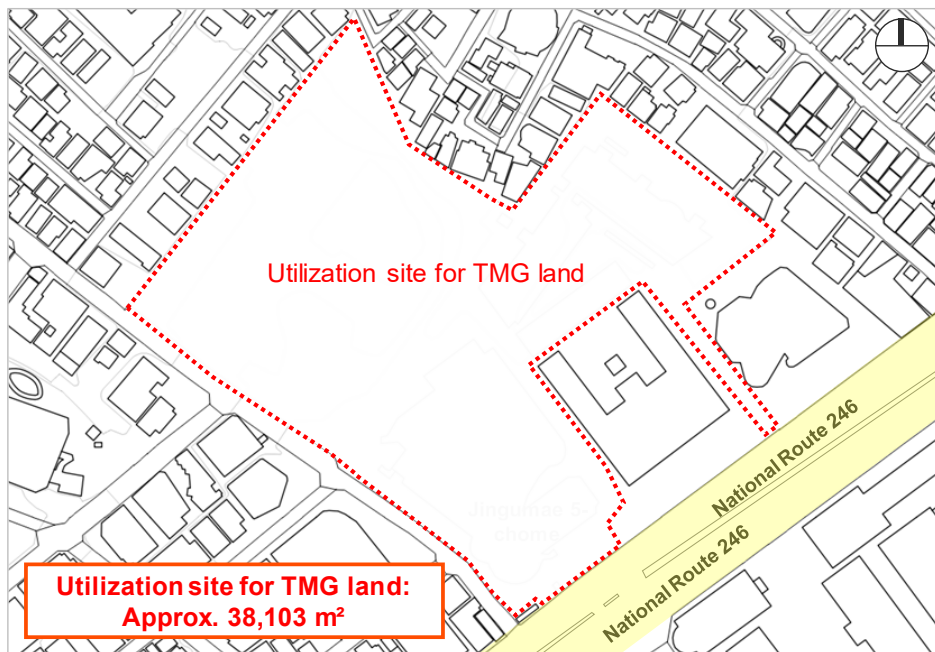 Utilization site for TMG land
National Route 246
Jingumae 5-
chome
National Route 246
Utilization site for TMG land:
Approx. 38,103 m²